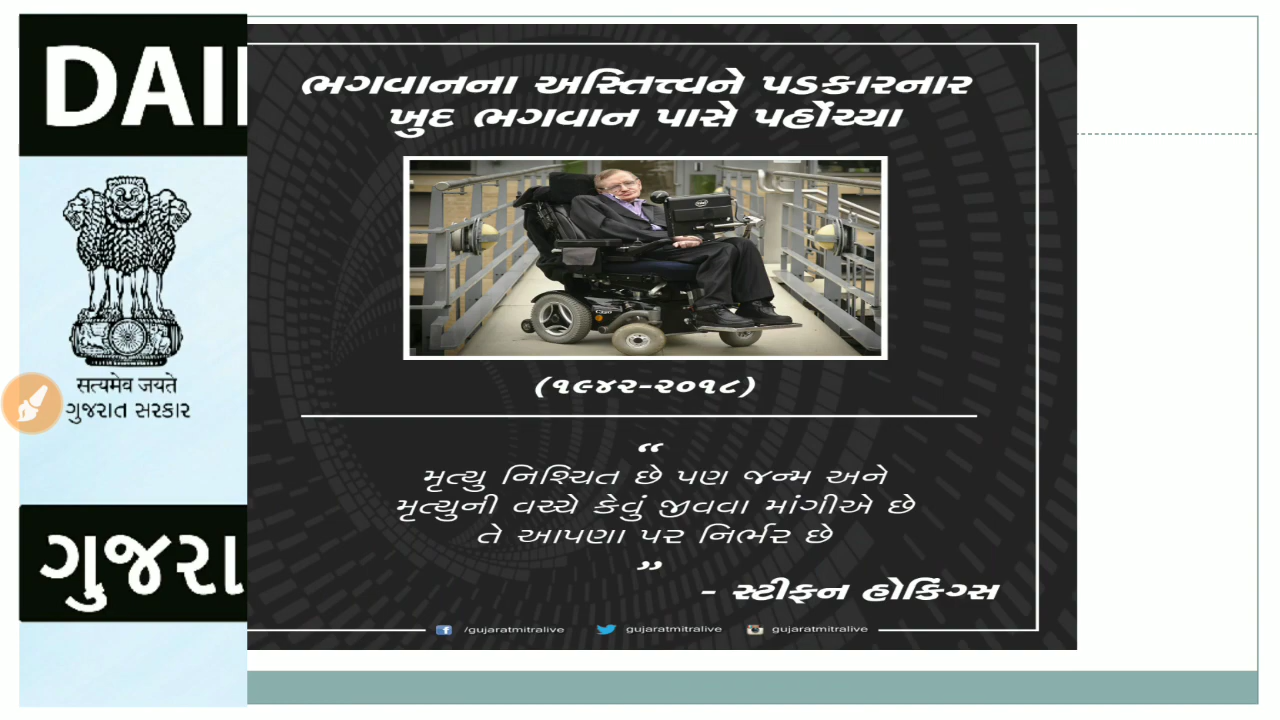 DAI
सत्यमेव जयते
ગુજરાત સરકાર
ગુજરા
ભગવાનના અસ્તિત્ત્વને પડકારનાર
ખુદ ભગવાન પાસે પહોંચ્યા
(૧૯૪૨-૨૦૧૮)
“
મૃત્યુ નિશ્ચિત છે પણ જન્મ અને
મૃત્યુની વચ્ચે કેવું જીવવા માંગીએ છે
તે આપણા પર નિર્ભર છે
”
- સ્ટીફન હોકિંગ્સ
/gujaratmitralive gujaratmitralive gujaratmitralive